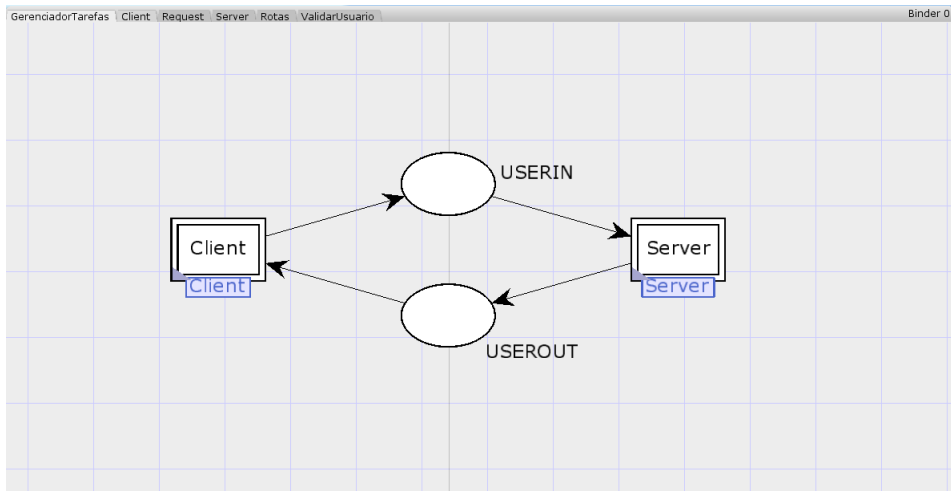 GerenciadorTarefas Client Request Server Rotas ValidarUsuario Binder 0
USERIN
Client
Client
Server
Server
USEROUT